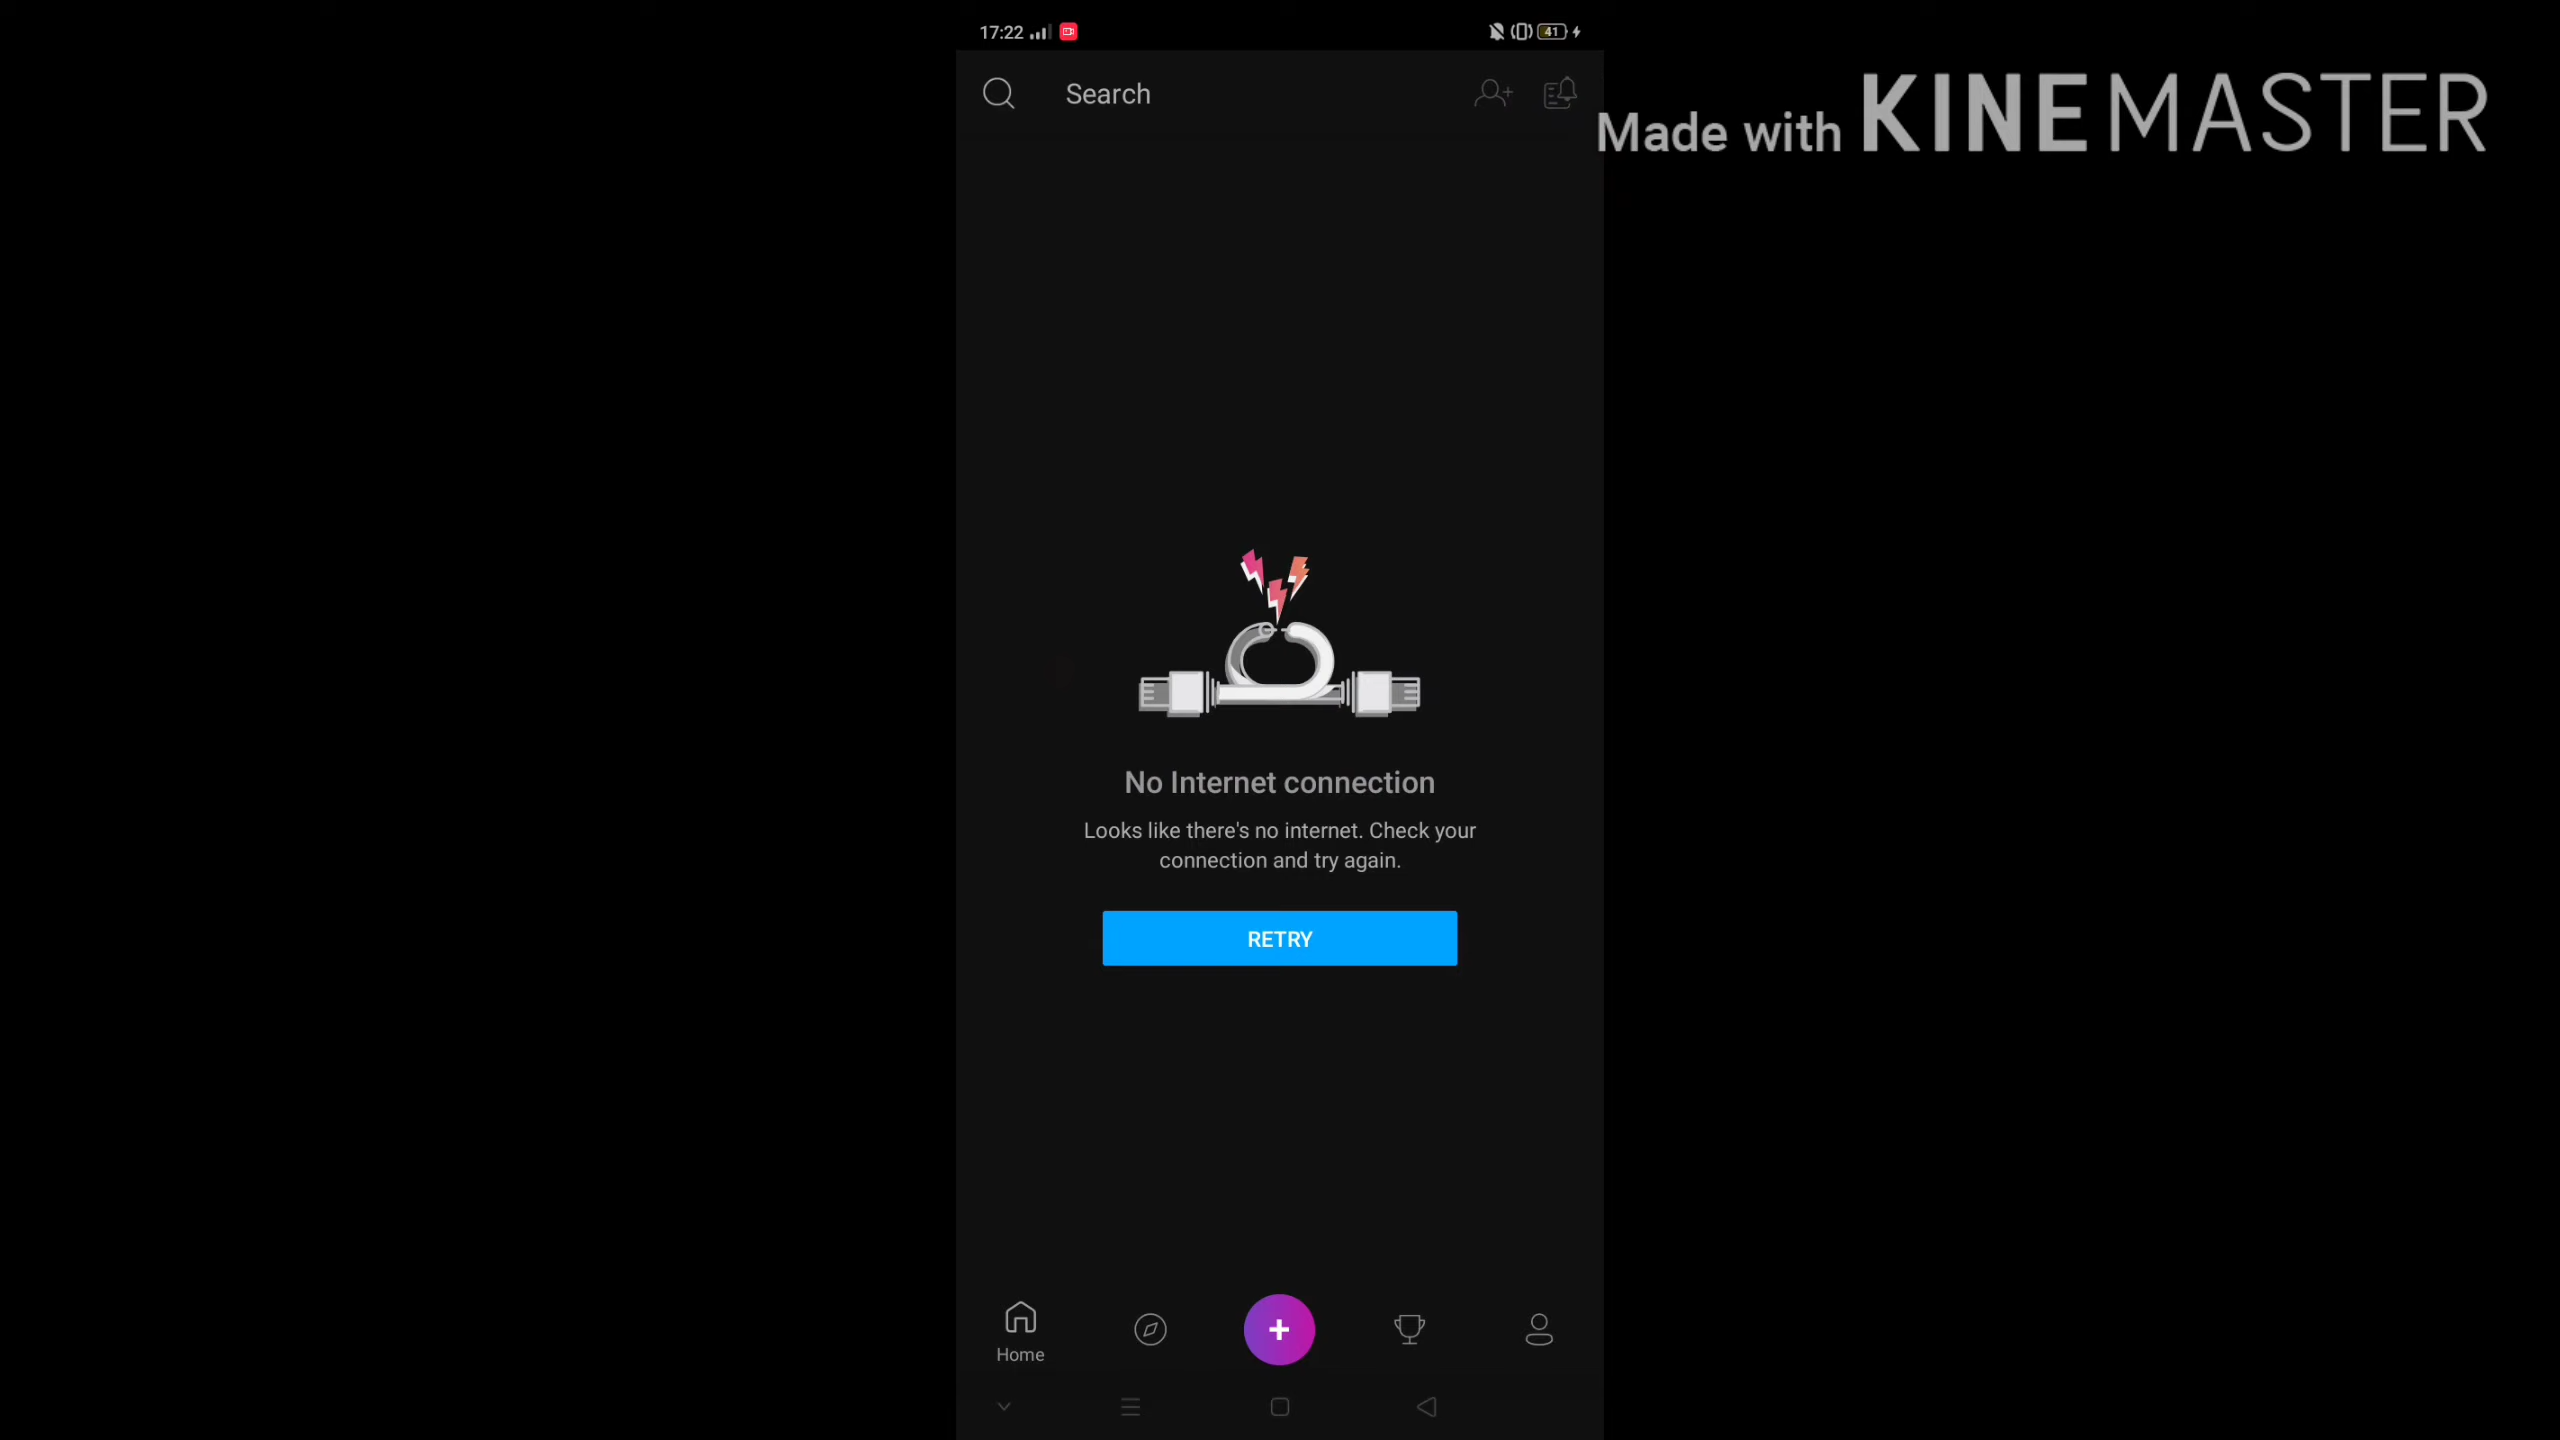 17:22
41
Search
Made with KINEMASTER
No Internet connection
Looks like there's no internet. Check your
connection and try again.
RETRY
Home